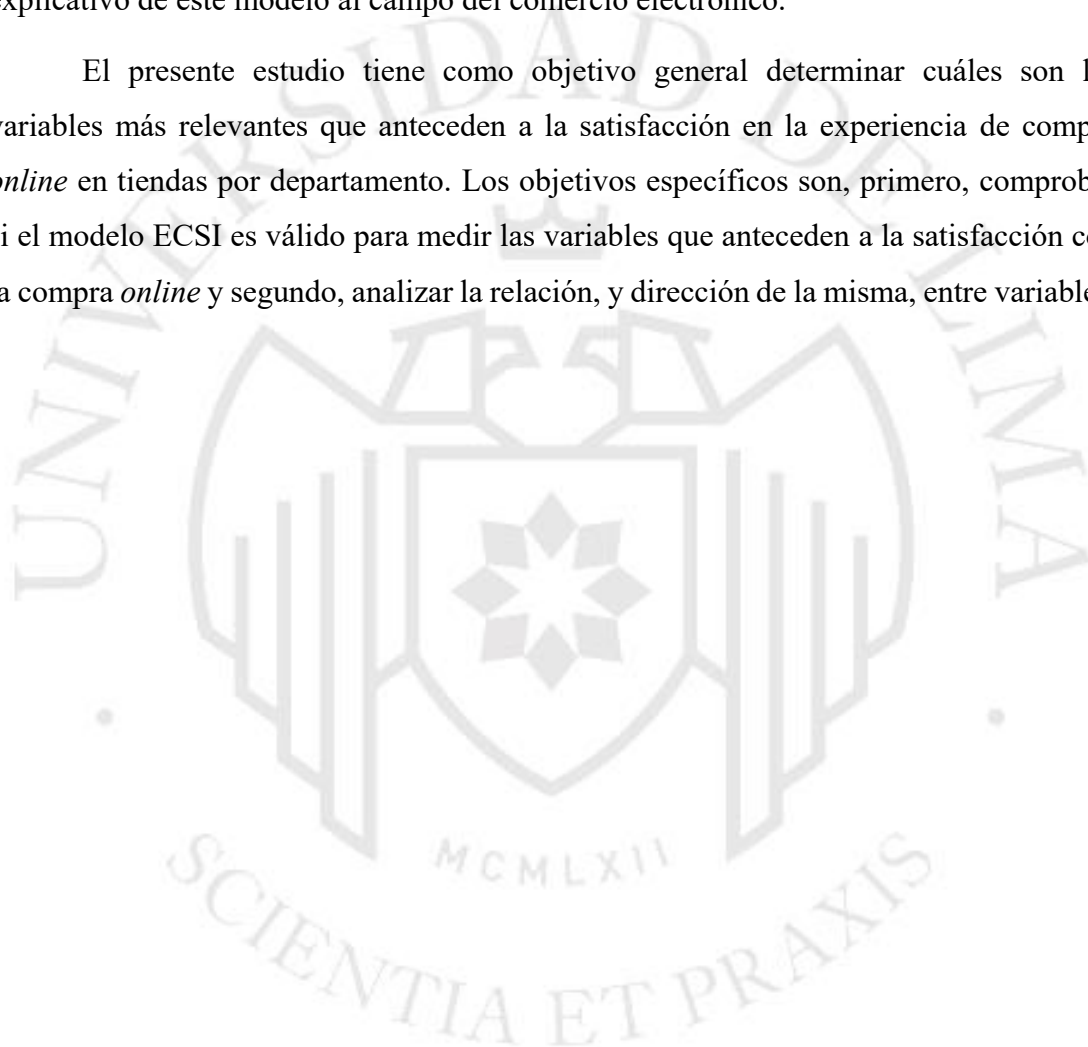 explicativo de este modelo al campo del comercio electrónico.
El presente estudio tiene como objetivo general determinar cuáles son l
variables más relevantes que anteceden a la satisfacción en la experiencia de comp
online en tiendas por departamento. Los objetivos específicos son, primero, comprob
i el modelo ECSI es válido para medir las variables que anteceden a la satisfacción c
a compra online y segundo, analizar la relación, y dirección de la misma, entre variable
UNIVERSIDAD DE LIMA
MCMLXII
SCIENTIA ET PRAXIS